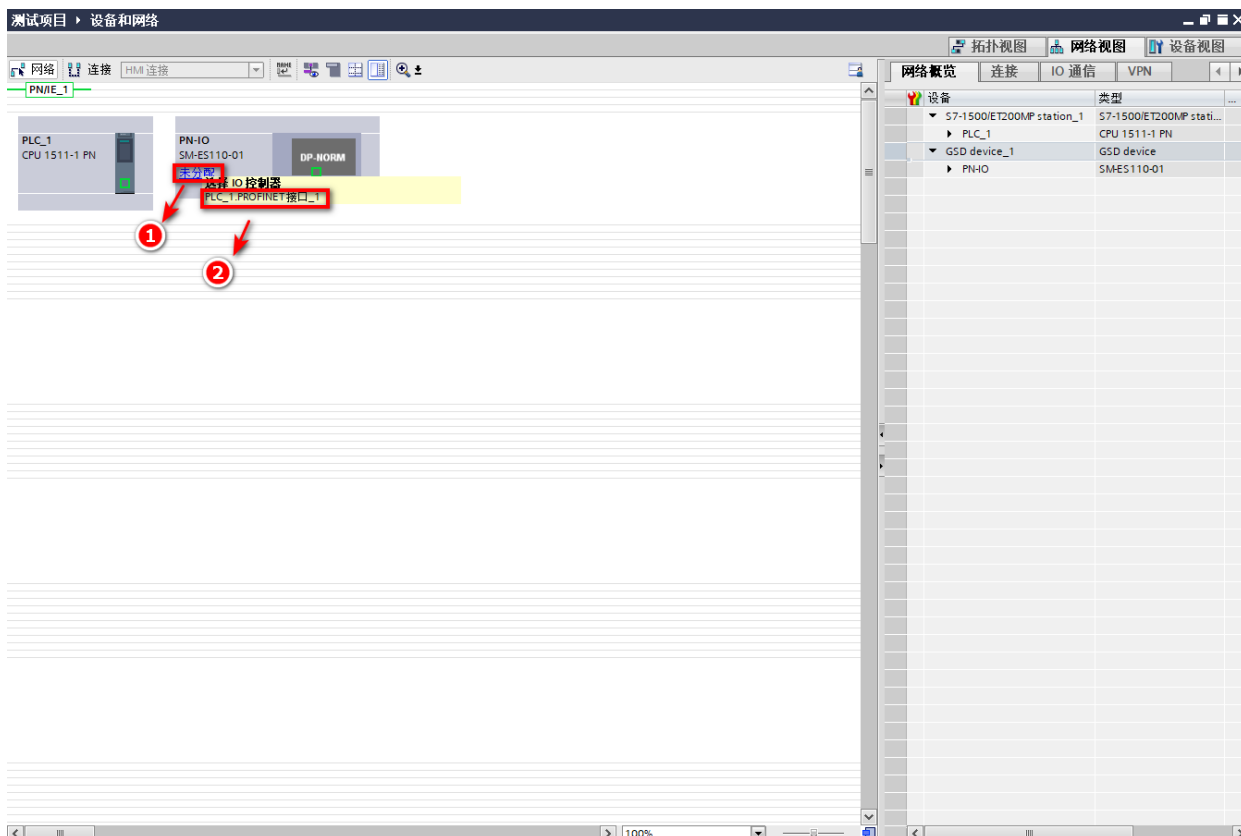 测试项目 ▸ 设备和网络
拓扑视图 网络视图 设备视图
网络 连接 HMI 连接
网络概览 连接 IO 通信 VPN
PN/IE_1
设备 类型 ...
S7-1500/ET200MP station_1 S7-1500/ET200MP stati...
PLC_1 CPU 1511-1 PN
GSD device_1 GSD device
PN-IO SM-ES110-01
PLC_1
CPU 1511-1 PN
PN-IO
SM-ES110-01
DP-NORM
未分配
选择 IO 控制器
PLC_1.PROFINET接口_1
1
2
100%